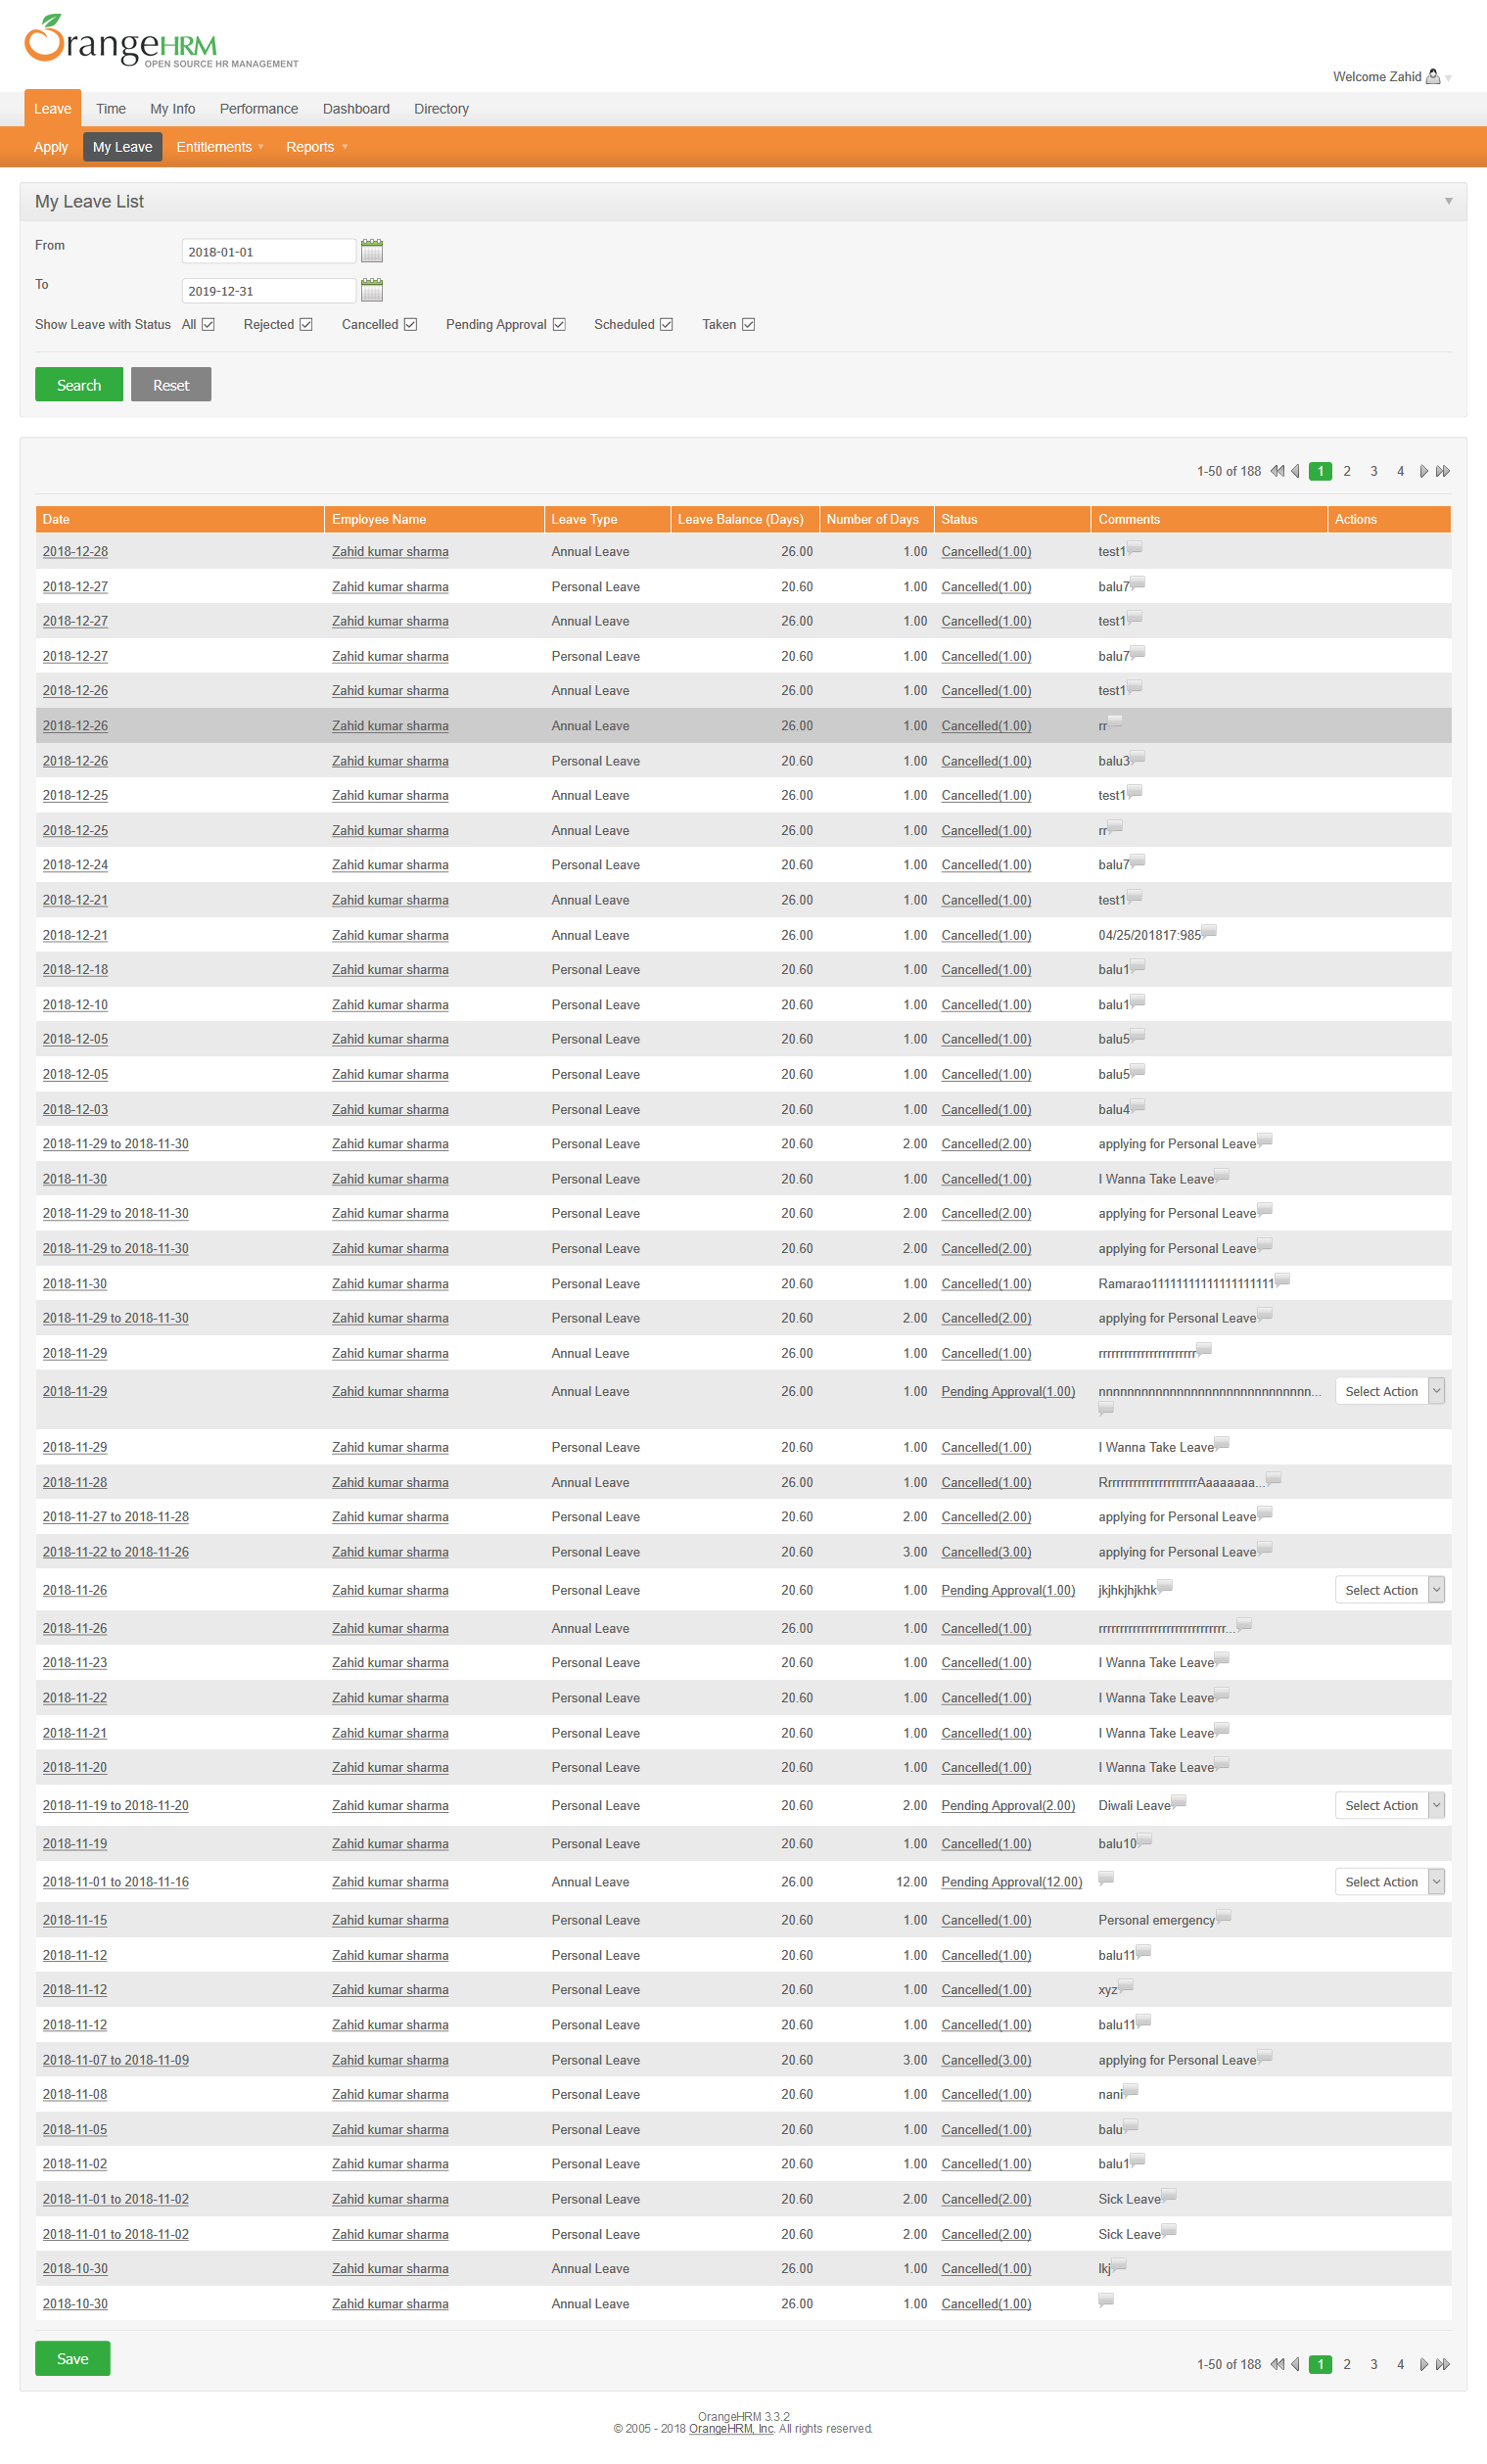 OrangeHRM
OPEN SOURCE HR MANAGEMENT
Welcome Zahid
Leave Time My Info Performance Dashboard Directory
Apply My Leave Entitlements Reports
My Leave List
From 2018-01-01
To 2019-12-31
Show Leave with Status All Rejected Cancelled Pending Approval Scheduled Taken
Search Reset
1-50 of 188 1 2 3 4
Date Employee Name Leave Type Leave Balance (Days) Number of Days Status Comments Actions
2018-12-28 Zahid kumar sharma Annual Leave 26.00 1.00 Cancelled(1.00) test1
2018-12-27 Zahid kumar sharma Personal Leave 20.60 1.00 Cancelled(1.00) balu7
2018-12-27 Zahid kumar sharma Annual Leave 26.00 1.00 Cancelled(1.00) test1
2018-12-27 Zahid kumar sharma Personal Leave 20.60 1.00 Cancelled(1.00) balu7
2018-12-26 Zahid kumar sharma Annual Leave 26.00 1.00 Cancelled(1.00) test1
2018-12-26 Zahid kumar sharma Annual Leave 26.00 1.00 Cancelled(1.00) rr
2018-12-26 Zahid kumar sharma Personal Leave 20.60 1.00 Cancelled(1.00) balu3
2018-12-25 Zahid kumar sharma Annual Leave 26.00 1.00 Cancelled(1.00) test1
2018-12-25 Zahid kumar sharma Annual Leave 26.00 1.00 Cancelled(1.00) rr
2018-12-24 Zahid kumar sharma Personal Leave 20.60 1.00 Cancelled(1.00) balu7
2018-12-21 Zahid kumar sharma Annual Leave 26.00 1.00 Cancelled(1.00) test1
2018-12-21 Zahid kumar sharma Annual Leave 26.00 1.00 Cancelled(1.00) 04/25/201817:985
2018-12-18 Zahid kumar sharma Personal Leave 20.60 1.00 Cancelled(1.00) balu1
2018-12-10 Zahid kumar sharma Personal Leave 20.60 1.00 Cancelled(1.00) balu1
2018-12-05 Zahid kumar sharma Personal Leave 20.60 1.00 Cancelled(1.00) balu5
2018-12-05 Zahid kumar sharma Personal Leave 20.60 1.00 Cancelled(1.00) balu5
2018-12-03 Zahid kumar sharma Personal Leave 20.60 1.00 Cancelled(1.00) balu4
2018-11-29 to 2018-11-30 Zahid kumar sharma Personal Leave 20.60 2.00 Cancelled(2.00) applying for Personal Leave
2018-11-30 Zahid kumar sharma Personal Leave 20.60 1.00 Cancelled(1.00) I Wanna Take Leave
2018-11-29 to 2018-11-30 Zahid kumar sharma Personal Leave 20.60 2.00 Cancelled(2.00) applying for Personal Leave
2018-11-29 to 2018-11-30 Zahid kumar sharma Personal Leave 20.60 2.00 Cancelled(2.00) applying for Personal Leave
2018-11-30 Zahid kumar sharma Personal Leave 20.60 1.00 Cancelled(1.00) Ramarao11111111111111111111
2018-11-29 to 2018-11-30 Zahid kumar sharma Personal Leave 20.60 2.00 Cancelled(2.00) applying for Personal Leave
2018-11-29 Zahid kumar sharma Annual Leave 26.00 1.00 Cancelled(1.00) rrrrrrrrrrrrrrrrrrrrrrr
2018-11-29 Zahid kumar sharma Annual Leave 26.00 1.00 Pending Approval(1.00) nnnnnnnnnnnnnnnnnnnnnnnnnnnnnn... Select Action
2018-11-29 Zahid kumar sharma Personal Leave 20.60 1.00 Cancelled(1.00) I Wanna Take Leave
2018-11-28 Zahid kumar sharma Annual Leave 26.00 1.00 Cancelled(1.00) RrrrrrrrrrrrrrrrrrrrrrAaaaaaaa...
2018-11-27 to 2018-11-28 Zahid kumar sharma Personal Leave 20.60 2.00 Cancelled(2.00) applying for Personal Leave
2018-11-22 to 2018-11-26 Zahid kumar sharma Personal Leave 20.60 3.00 Cancelled(3.00) applying for Personal Leave
2018-11-26 Zahid kumar sharma Personal Leave 20.60 1.00 Pending Approval(1.00) jkjhkjhjkhk Select Action
2018-11-26 Zahid kumar sharma Annual Leave 26.00 1.00 Cancelled(1.00) rrrrrrrrrrrrrrrrrrrrrrrrrrrrrr...
2018-11-23 Zahid kumar sharma Personal Leave 20.60 1.00 Cancelled(1.00) I Wanna Take Leave
2018-11-22 Zahid kumar sharma Personal Leave 20.60 1.00 Cancelled(1.00) I Wanna Take Leave
2018-11-21 Zahid kumar sharma Personal Leave 20.60 1.00 Cancelled(1.00) I Wanna Take Leave
2018-11-20 Zahid kumar sharma Personal Leave 20.60 1.00 Cancelled(1.00) I Wanna Take Leave
2018-11-19 to 2018-11-20 Zahid kumar sharma Personal Leave 20.60 2.00 Pending Approval(2.00) Diwali Leave Select Action
2018-11-19 Zahid kumar sharma Personal Leave 20.60 1.00 Cancelled(1.00) balu10
2018-11-01 to 2018-11-16 Zahid kumar sharma Annual Leave 26.00 12.00 Pending Approval(12.00) Select Action
2018-11-15 Zahid kumar sharma Personal Leave 20.60 1.00 Cancelled(1.00) Personal emergency
2018-11-12 Zahid kumar sharma Personal Leave 20.60 1.00 Cancelled(1.00) balu11
2018-11-12 Zahid kumar sharma Personal Leave 20.60 1.00 Cancelled(1.00) xyz
2018-11-12 Zahid kumar sharma Personal Leave 20.60 1.00 Cancelled(1.00) balu11
2018-11-07 to 2018-11-09 Zahid kumar sharma Personal Leave 20.60 3.00 Cancelled(3.00) applying for Personal Leave
2018-11-08 Zahid kumar sharma Personal Leave 20.60 1.00 Cancelled(1.00) nani
2018-11-05 Zahid kumar sharma Personal Leave 20.60 1.00 Cancelled(1.00) balu
2018-11-02 Zahid kumar sharma Personal Leave 20.60 1.00 Cancelled(1.00) balu1
2018-11-01 to 2018-11-02 Zahid kumar sharma Personal Leave 20.60 2.00 Cancelled(2.00) Sick Leave
2018-11-01 to 2018-11-02 Zahid kumar sharma Personal Leave 20.60 2.00 Cancelled(2.00) Sick Leave
2018-10-30 Zahid kumar sharma Annual Leave 26.00 1.00 Cancelled(1.00) lkj
2018-10-30 Zahid kumar sharma Annual Leave 26.00 1.00 Cancelled(1.00)
Save
1-50 of 188 1 2 3 4
OrangeHRM 3.3.2
© 2005 - 2018 OrangeHRM, Inc. All rights reserved.